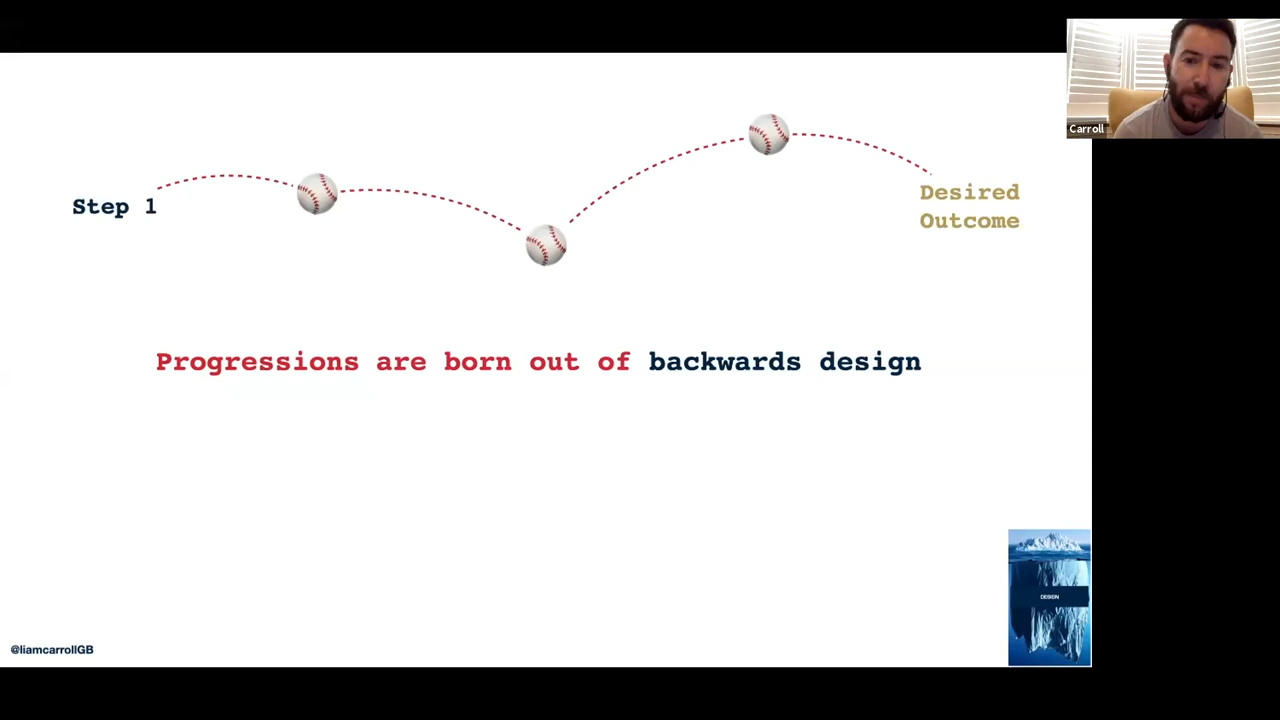 Carroll
Step 1
Desired
Outcome
Progressions are born out of backwards design
DESIGN
@liamcarrollGB